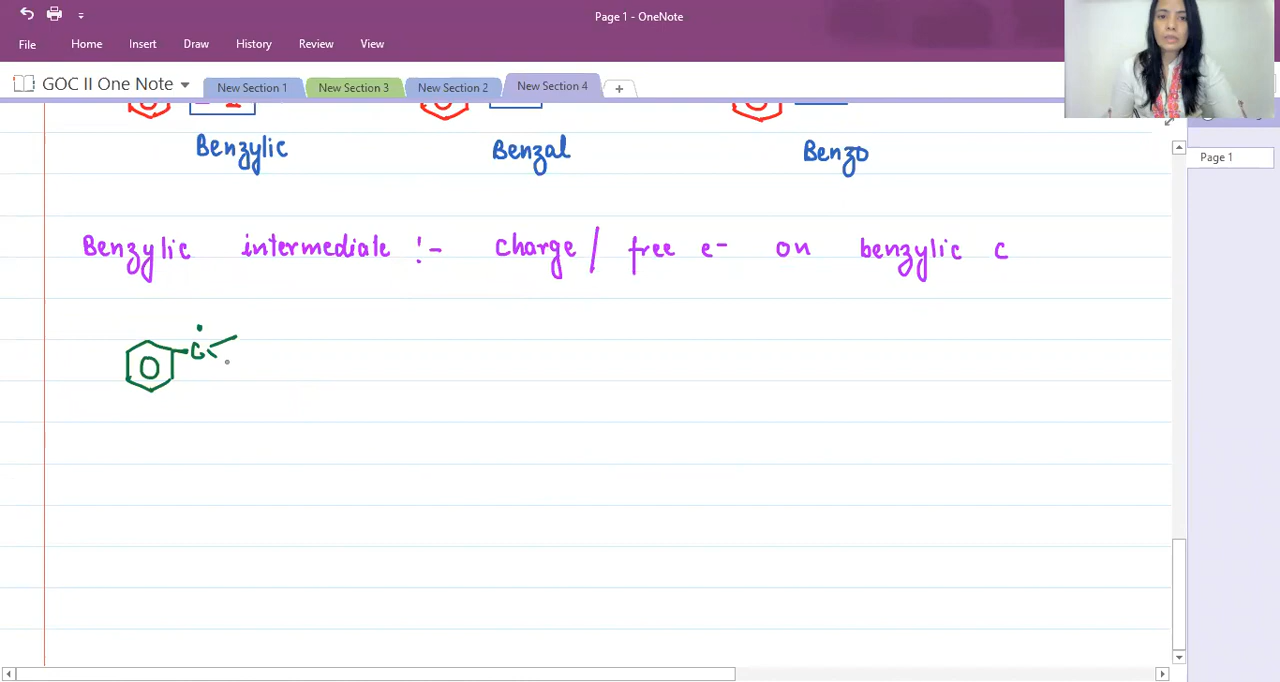 Page 1 - OneNote
File Home Insert Draw History Review View
GOC II One Note New Section 1 New Section 3 New Section 2 New Section 4 +
Page 1
Benzylic Benzal Benzo
Benzylic intermediate :- charge / free e- on benzylic c
C